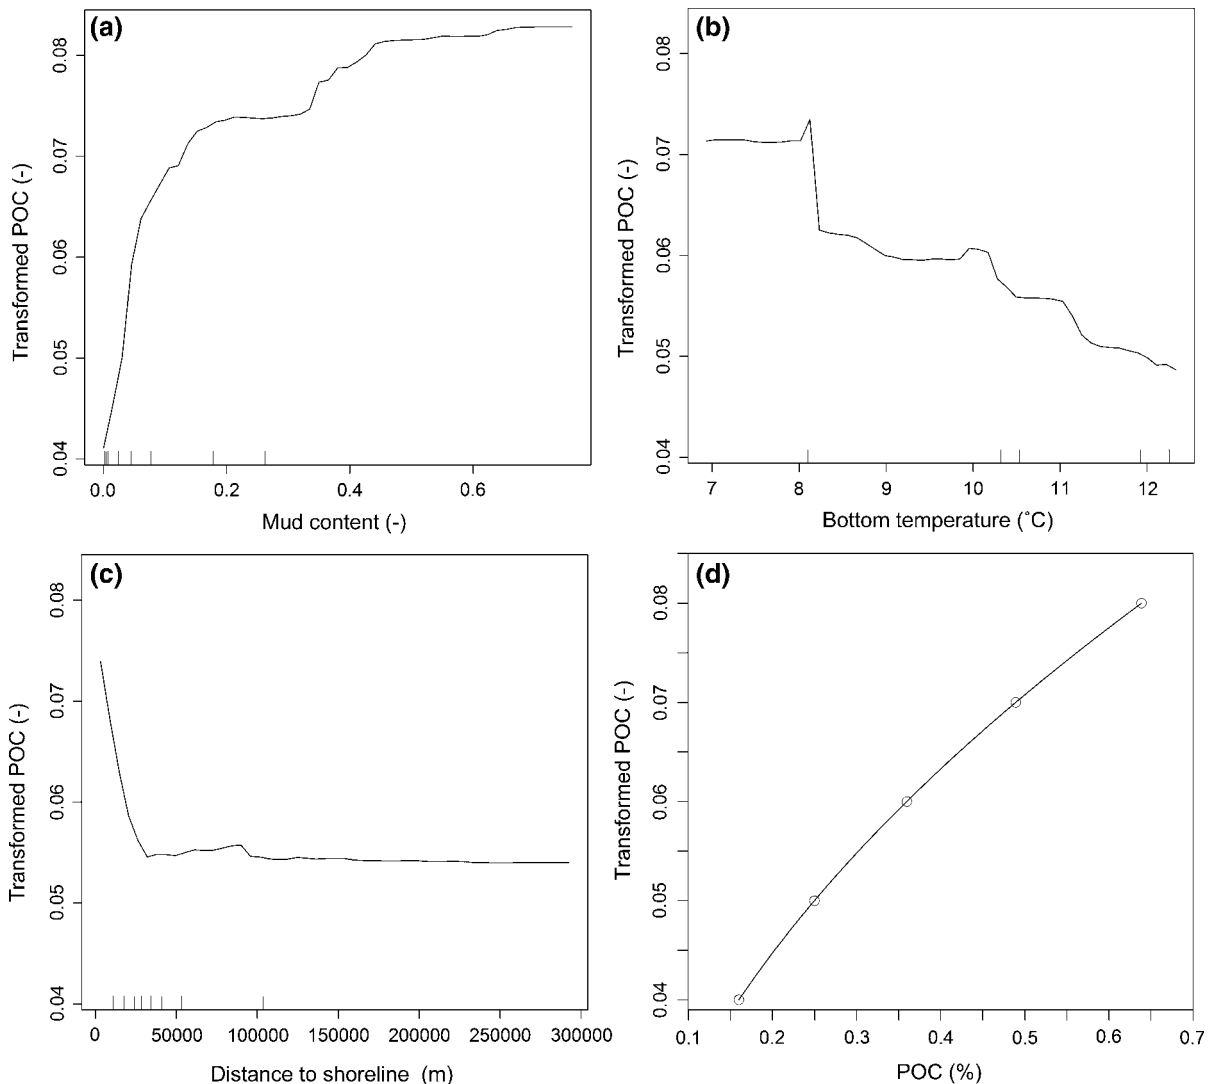 (a)
0.08
0.07
0.06
0.05
0.04
Transformed POC (-)
0.0 0.2 0.4 0.6
Mud content (-)
(b)
0.08
0.07
0.06
0.05
0.04
Transformed POC (-)
7 8 9 10 11 12
Bottom temperature (˚C)
(c)
0.08
0.07
0.06
0.05
0.04
Transformed POC (-)
0 50000 100000 150000 200000 250000 300000
Distance to shoreline (m)
(d)
0.08
0.07
0.06
0.05
0.04
Transformed POC (-)
0.1 0.2 0.3 0.4 0.5 0.6 0.7
POC (%)